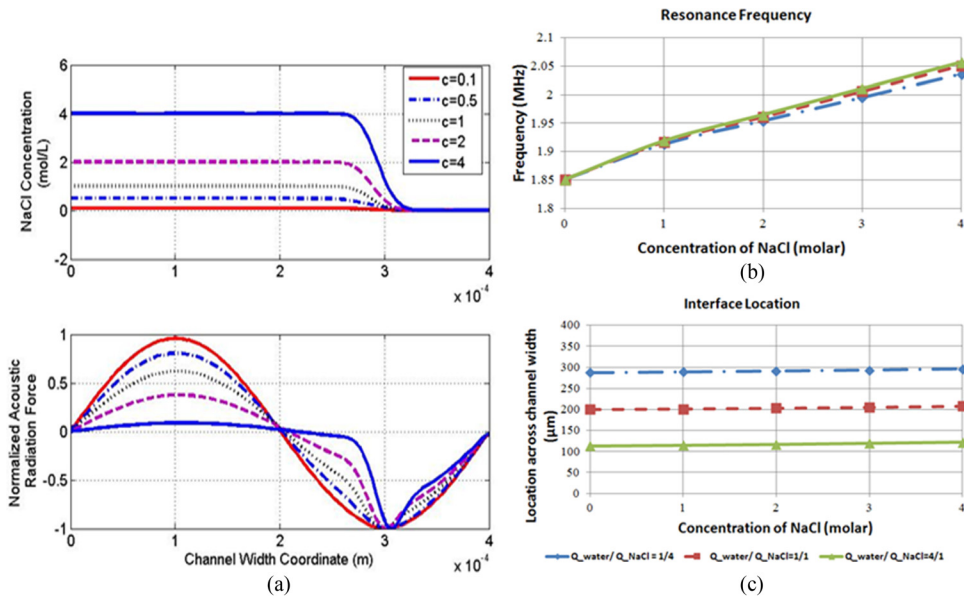 NaCl Concentration
(mol/L)
6
4
2
0
-2
c=0.1
c=0.5
c=1
c=2
c=4
0
1
2
3
4
x 10⁻⁴
Normalized Acoustic
Radiation Force
1
0.5
0
-0.5
-1
0
1
2
3
4
x 10⁻⁴
Channel Width Coordinate (m)
(a)
Resonance Frequency
Frequency (MHz)
2.1
2.05
2
1.95
1.9
1.85
1.8
0
1
2
3
4
Concentration of NaCl (molar)
(b)
Interface Location
Location across channel width
(µm)
400
350
300
250
200
150
100
50
0
0
1
2
3
4
Concentration of NaCl (molar)
Q_water/ Q_NaCl = 1/4
Q_water/ Q_NaCl=1/1
Q_water/ Q_NaCl=4/1
(c)